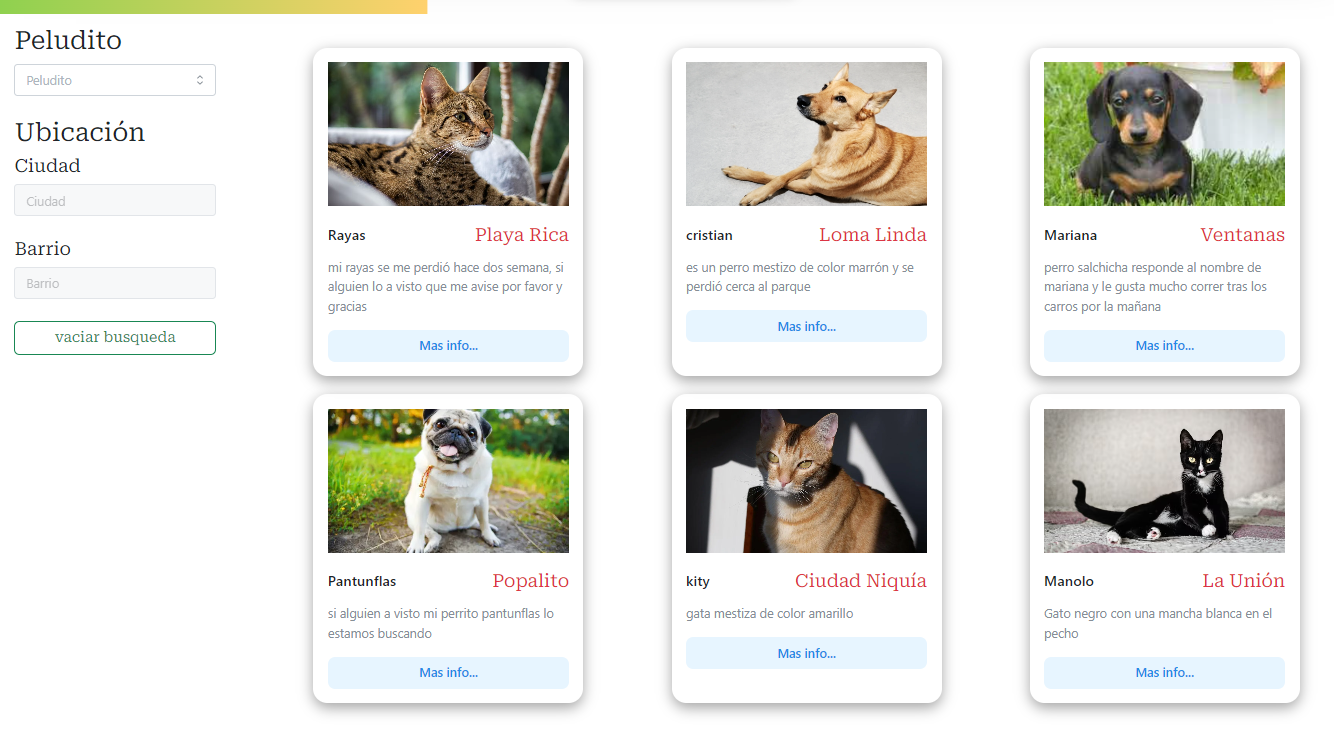 Peludito
Peludito
Ubicación
Ciudad
Ciudad
Barrio
Barrio
vaciar busqueda
Rayas
Playa Rica
mi rayas se me perdió hace dos semana, si
alguien lo a visto que me avise por favor y
gracias
Mas info...
cristian
Loma Linda
es un perro mestizo de color marrón y se
perdió cerca al parque
Mas info...
Mariana
Ventanas
perro salchicha responde al nombre de
mariana y le gusta mucho correr tras los
carros por la mañana
Mas info...
Pantunflas
Popalito
si alguien a visto mi perrito pantunflas lo
estamos buscando
Mas info...
kity
Ciudad Niquía
gata mestiza de color amarillo
Mas info...
Manolo
La Unión
Gato negro con una mancha blanca en el
pecho
Mas info...